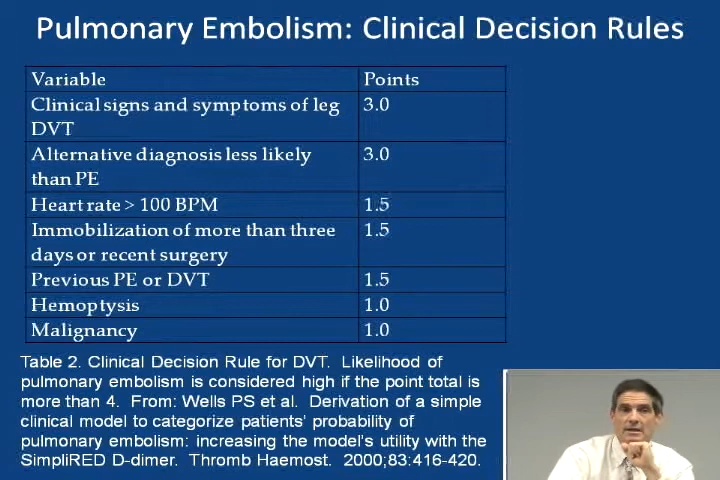 Pulmonary Embolism: Clinical Decision Rules
Variable Points
Clinical signs and symptoms of leg 3.0
DVT
Alternative diagnosis less likely 3.0
than PE
Heart rate > 100 BPM 1.5
Immobilization of more than three 1.5
days or recent surgery
Previous PE or DVT 1.5
Hemoptysis 1.0
Malignancy 1.0
Table 2. Clinical Decision Rule for DVT. Likelihood of
pulmonary embolism is considered high if the point total is
more than 4. From: Wells PS et al. Derivation of a simple
clinical model to categorize patients' probability of
pulmonary embolism: increasing the model's utility with the
SimpliRED D-dimer. Thromb Haemost. 2000;83:416-420.